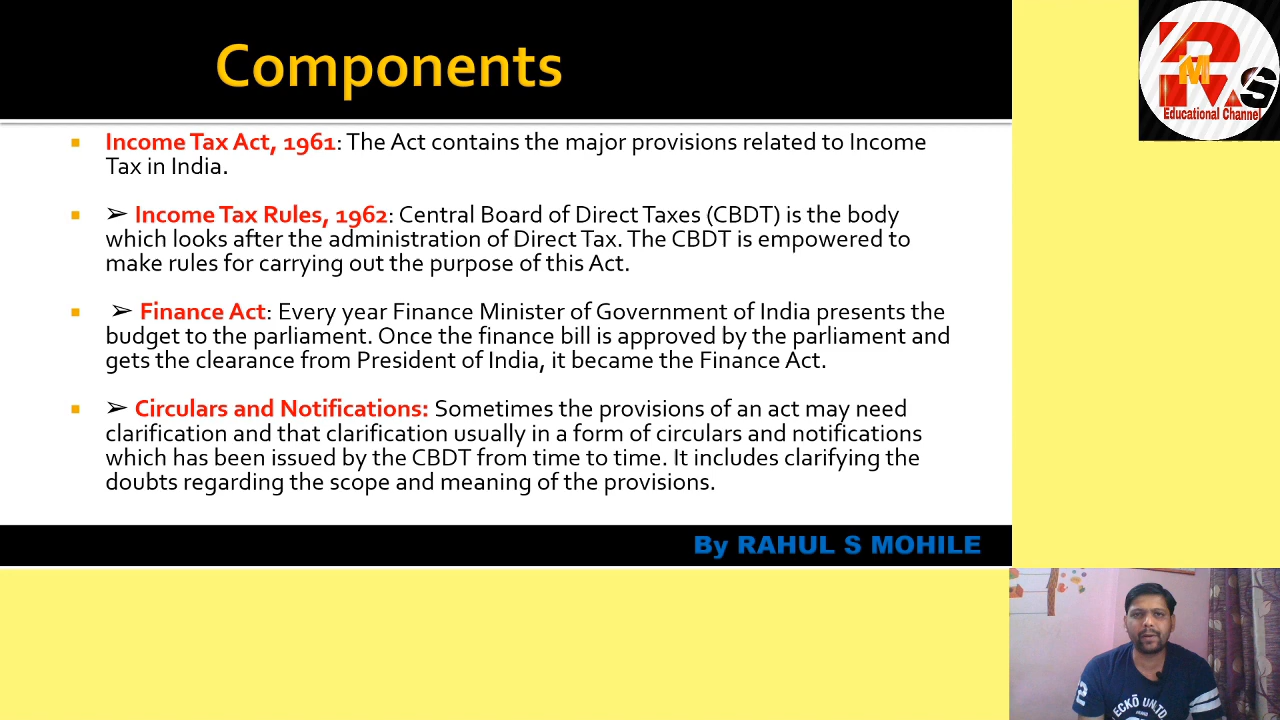 Components
Income Tax Act, 1961: The Act contains the major provisions related to Income
Tax in India.
➢ Income Tax Rules, 1962: Central Board of Direct Taxes (CBDT) is the body
which looks after the administration of Direct Tax. The CBDT is empowered to
make rules for carrying out the purpose of this Act.
➢ Finance Act: Every year Finance Minister of Government of India presents the
budget to the parliament. Once the finance bill is approved by the parliament and
gets the clearance from President of India, it became the Finance Act.
➢ Circulars and Notifications: Sometimes the provisions of an act may need
clarification and that clarification usually in a form of circulars and notifications
which has been issued by the CBDT from time to time. It includes clarifying the
doubts regarding the scope and meaning of the provisions.
By RAHUL S MOHILE
R M S
Educational Channel
2
ECKŌ UNLTD